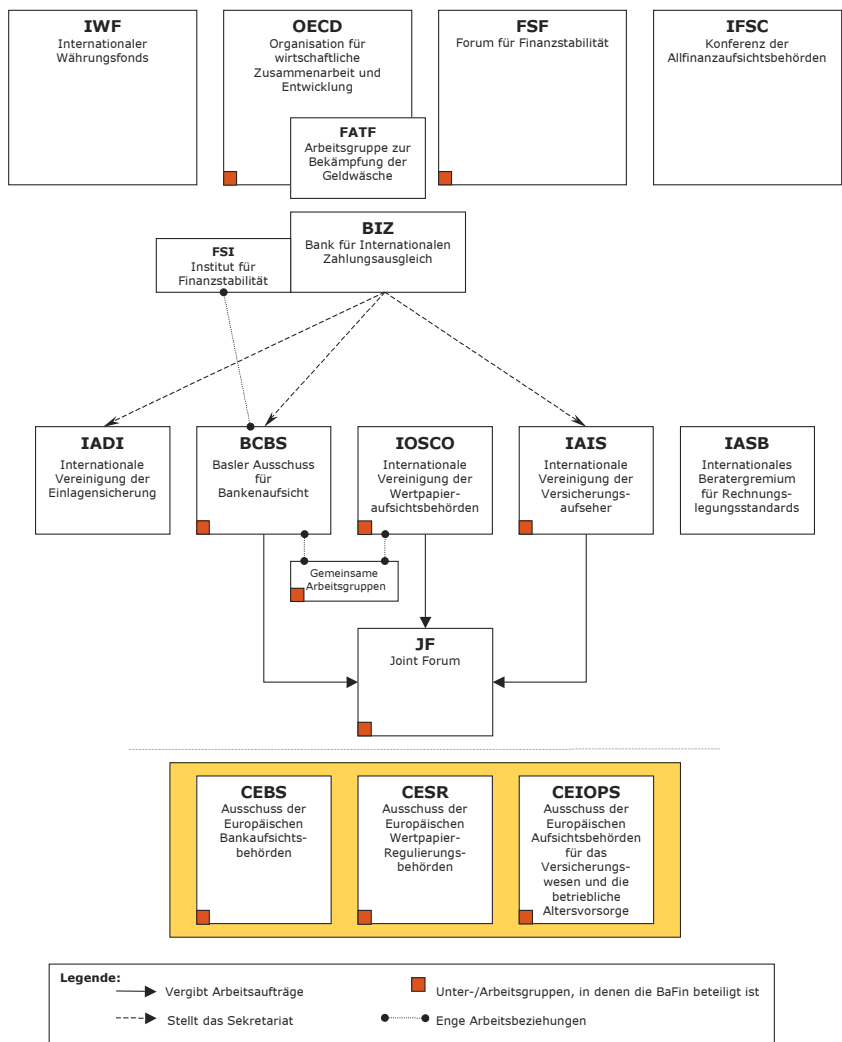 IWF
Internationaler
Währungsfonds
OECD
Organisation für
wirtschaftliche
Zusammenarbeit und
Entwicklung
FSF
Forum für Finanzstabilität
IFSC
Konferenz der
Allfinanzaufsichtsbehörden
FATF
Arbeitsgruppe zur
Bekämpfung der
Geldwäsche
BIZ
Bank für Internationalen
Zahlungsausgleich
FSI
Institut für
Finanzstabilität
IADI
Internationale
Vereinigung der
Einlagensicherung
BCBS
Basler Ausschuss
für
Bankenaufsicht
IOSCO
Internationale
Vereinigung der
Wertpapier-
aufsichtsbehörden
IAIS
Internationale
Vereinigung der
Versicherungs-
aufseher
IASB
Internationales
Beratergremium
für Rechnungs-
legungsstandards
Gemeinsame
Arbeitsgruppen
JF
Joint Forum
CEBS
Ausschuss der
Europäischen
Bankaufsichts-
behörden
CESR
Ausschuss der
Europäischen
Wertpapier-
Regulierungs-
behörden
CEIOPS
Ausschuss der
Europäischen
Aufsichtsbehörden
für das
Versicherungs-
wesen und die
betriebliche
Altersvorsorge
Legende:
Vergibt Arbeitsaufträge
Unter-/Arbeitsgruppen, in denen die BaFin beteiligt ist
Stellt das Sekretariat
Enge Arbeitsbeziehungen